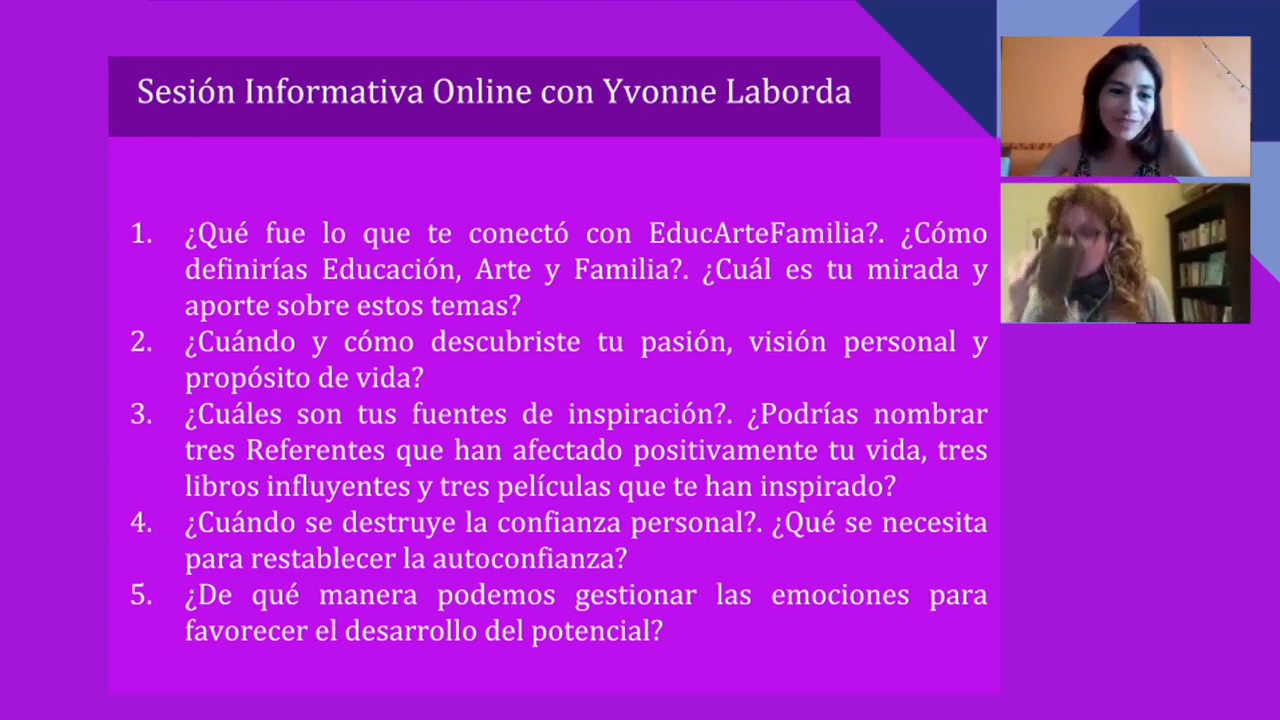 Sesión Informativa Online con Yvonne Laborda
1. ¿Qué fue lo que te conectó con EducArteFamilia?. ¿Cómo
definirías Educación, Arte y Familia?. ¿Cuál es tu mirada y
aporte sobre estos temas?
2. ¿Cuándo y cómo descubriste tu pasión, visión personal y
propósito de vida?
3. ¿Cuáles son tus fuentes de inspiración?. ¿Podrías nombrar
tres Referentes que han afectado positivamente tu vida, tres
libros influyentes y tres películas que te han inspirado?
4. ¿Cuándo se destruye la confianza personal?. ¿Qué se necesita
para restablecer la autoconfianza?
5. ¿De qué manera podemos gestionar las emociones para
favorecer el desarrollo del potencial?